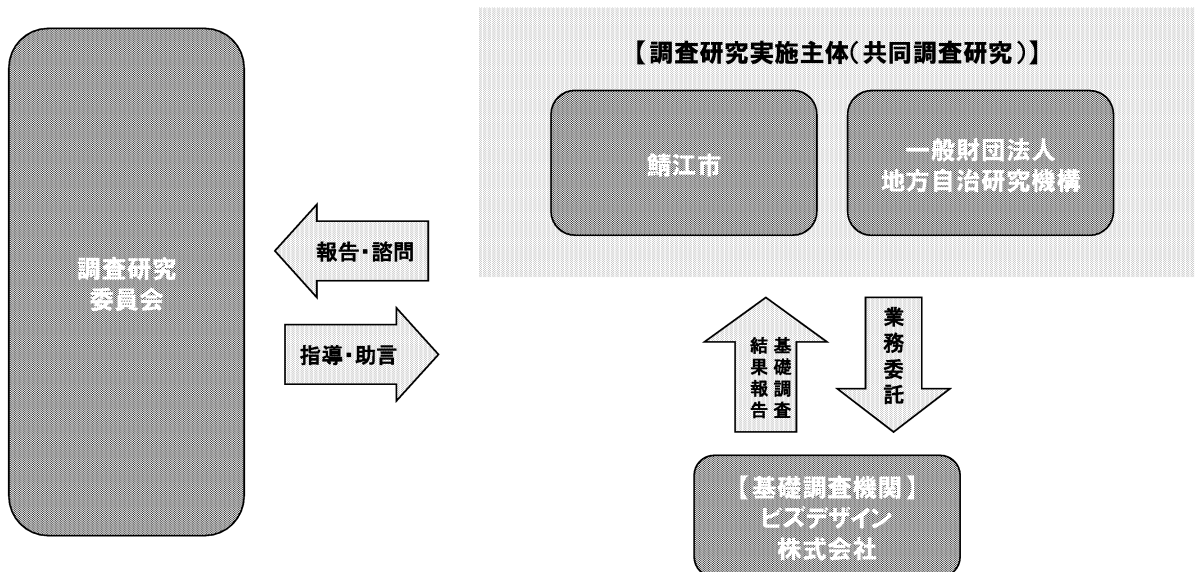 【調査研究実施主体(共同調査研究)】
鯖江市
一般財団法人
地方自治研究機構
調査研究
委員会
報告・諮問
指導・助言
基礎調査
結果報告
業務委託
【基礎調査機関】
ビズデザイン
株式会社